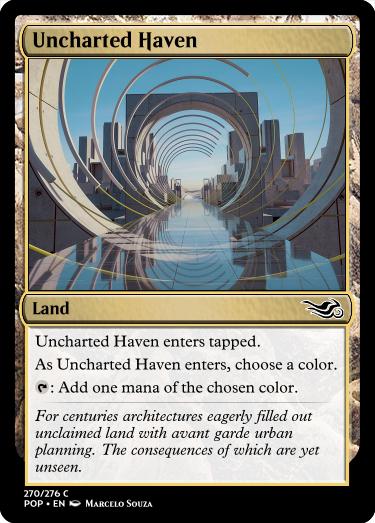 Uncharted Haven
Land
Uncharted Haven enters tapped.
As Uncharted Haven enters, choose a color.
: Add one mana of the chosen color.
For centuries architectures eagerly filled out
unclaimed land with avant garde urban
planning. The consequences of which are yet
unseen.
270/276 C
POP • EN Marcelo Souza